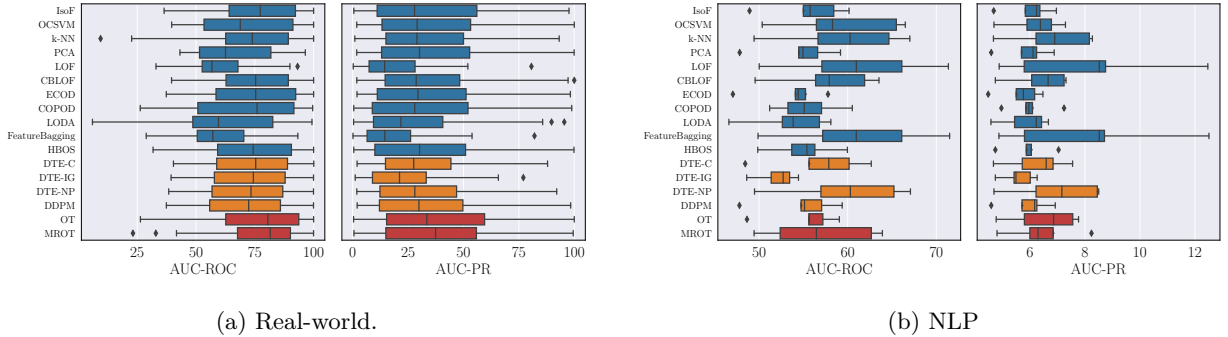 IsoF
OCSVM
k-NN
PCA
LOF
CBLOF
ECOD
COPOD
LODA
FeatureBagging
HBOS
DTE-C
DTE-IG
DTE-NP
DDPM
OT
MROT
25 50 75 100
AUC-ROC
0 25 50 75 100
AUC-PR
(a) Real-world.
IsoF
OCSVM
k-NN
PCA
LOF
CBLOF
ECOD
COPOD
LODA
FeatureBagging
HBOS
DTE-C
DTE-IG
DTE-NP
DDPM
OT
MROT
50 60 70
AUC-ROC
6 8 10 12
AUC-PR
(b) NLP